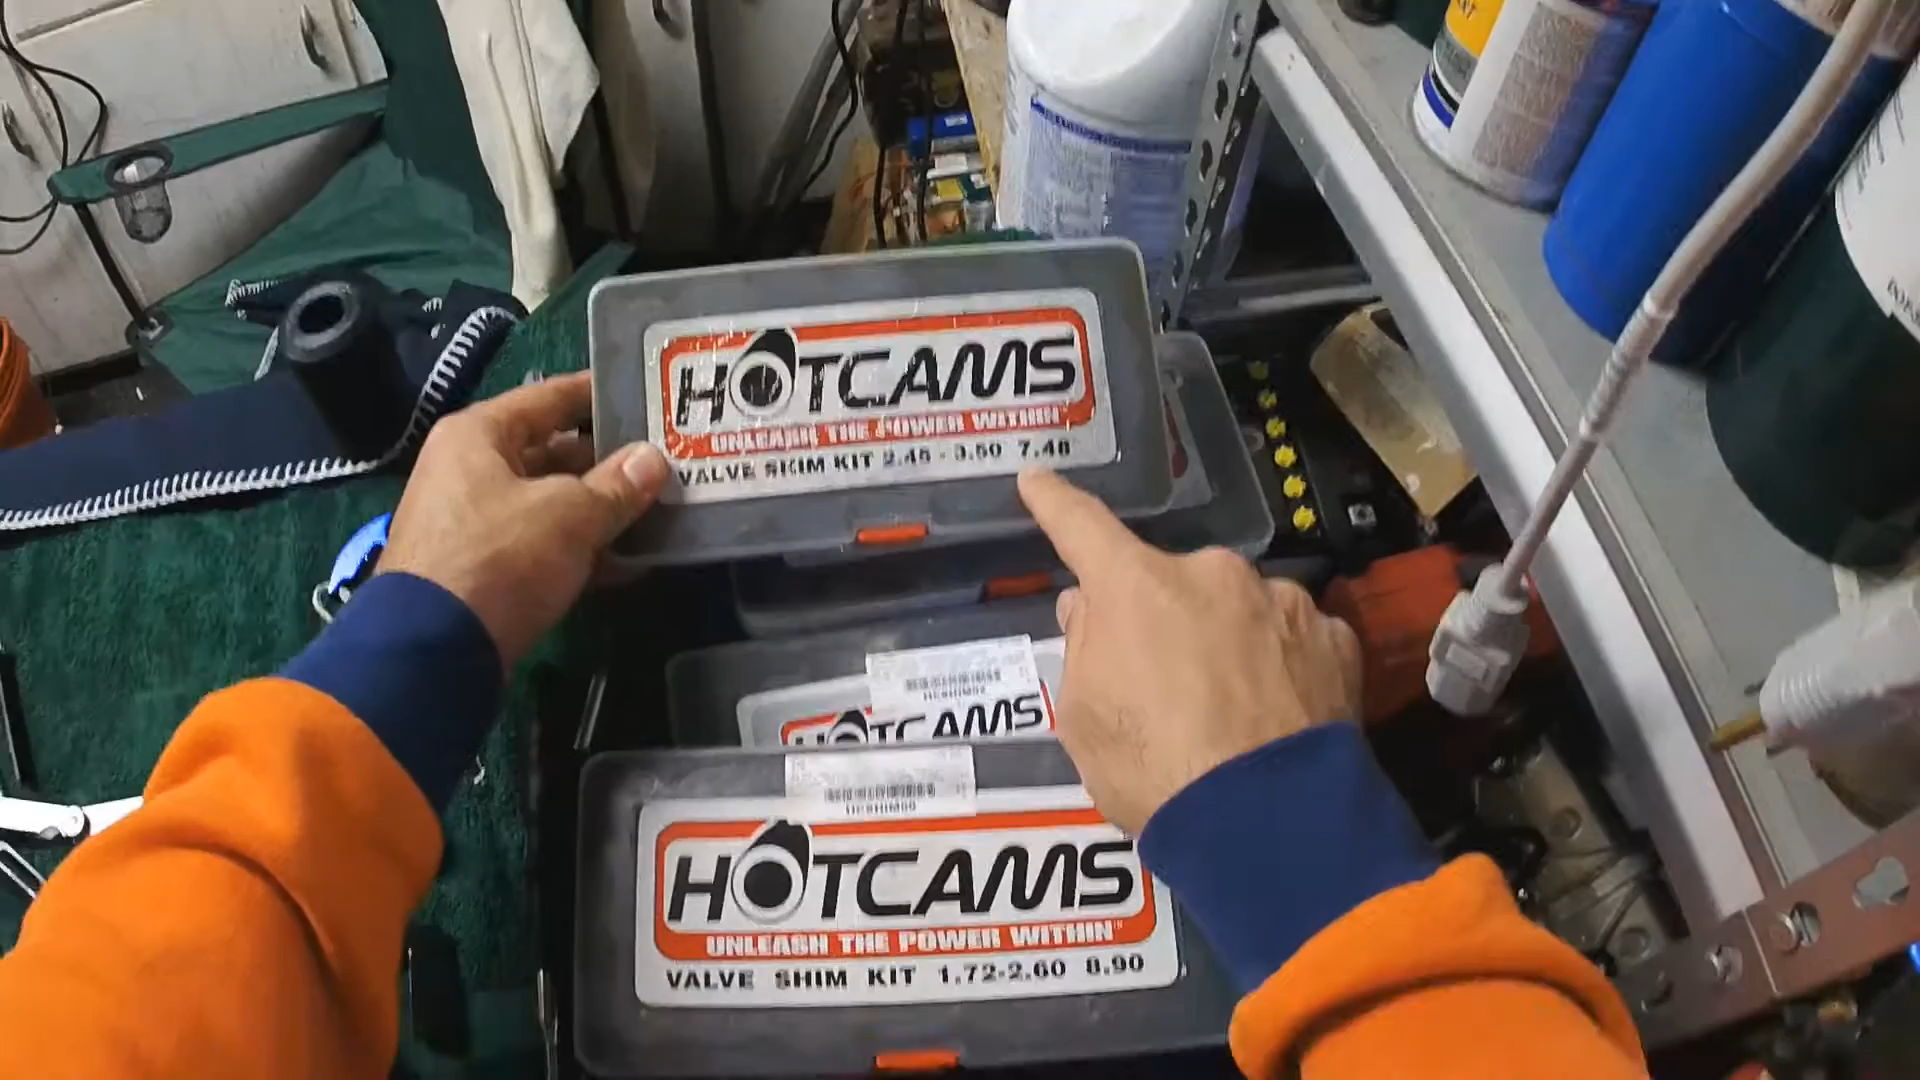 HOTCAMS
UNLEASH THE POWER WITHIN
VALVE SHIM KIT 2.45 - 3.50 7.48
HOTCAMS
HOTCAMS
UNLEASH THE POWER WITHIN®
VALVE SHIM KIT 1.72-2.60 8.90